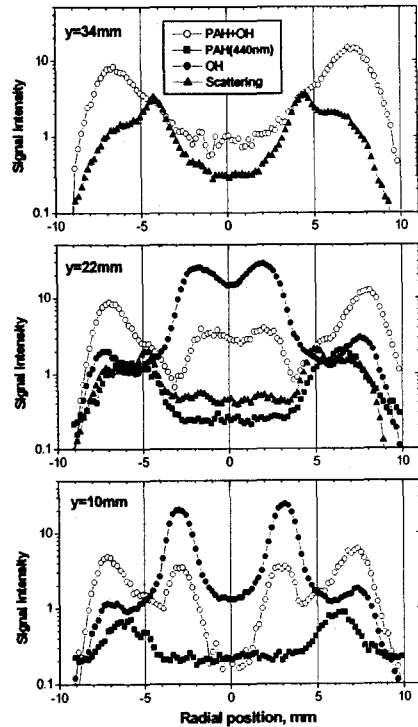 y=34mm
PAH+OH
PAH(440nm)
OH
Scattering
Signal Intensity
10
1
0.1
-10
-5
0
5
10
y=22mm
Signal Intensity
10
1
0.1
-10
-5
0
5
10
y=10mm
Signal Intensity
10
1
0.1
-10
-5
0
5
10
Radial position, mm